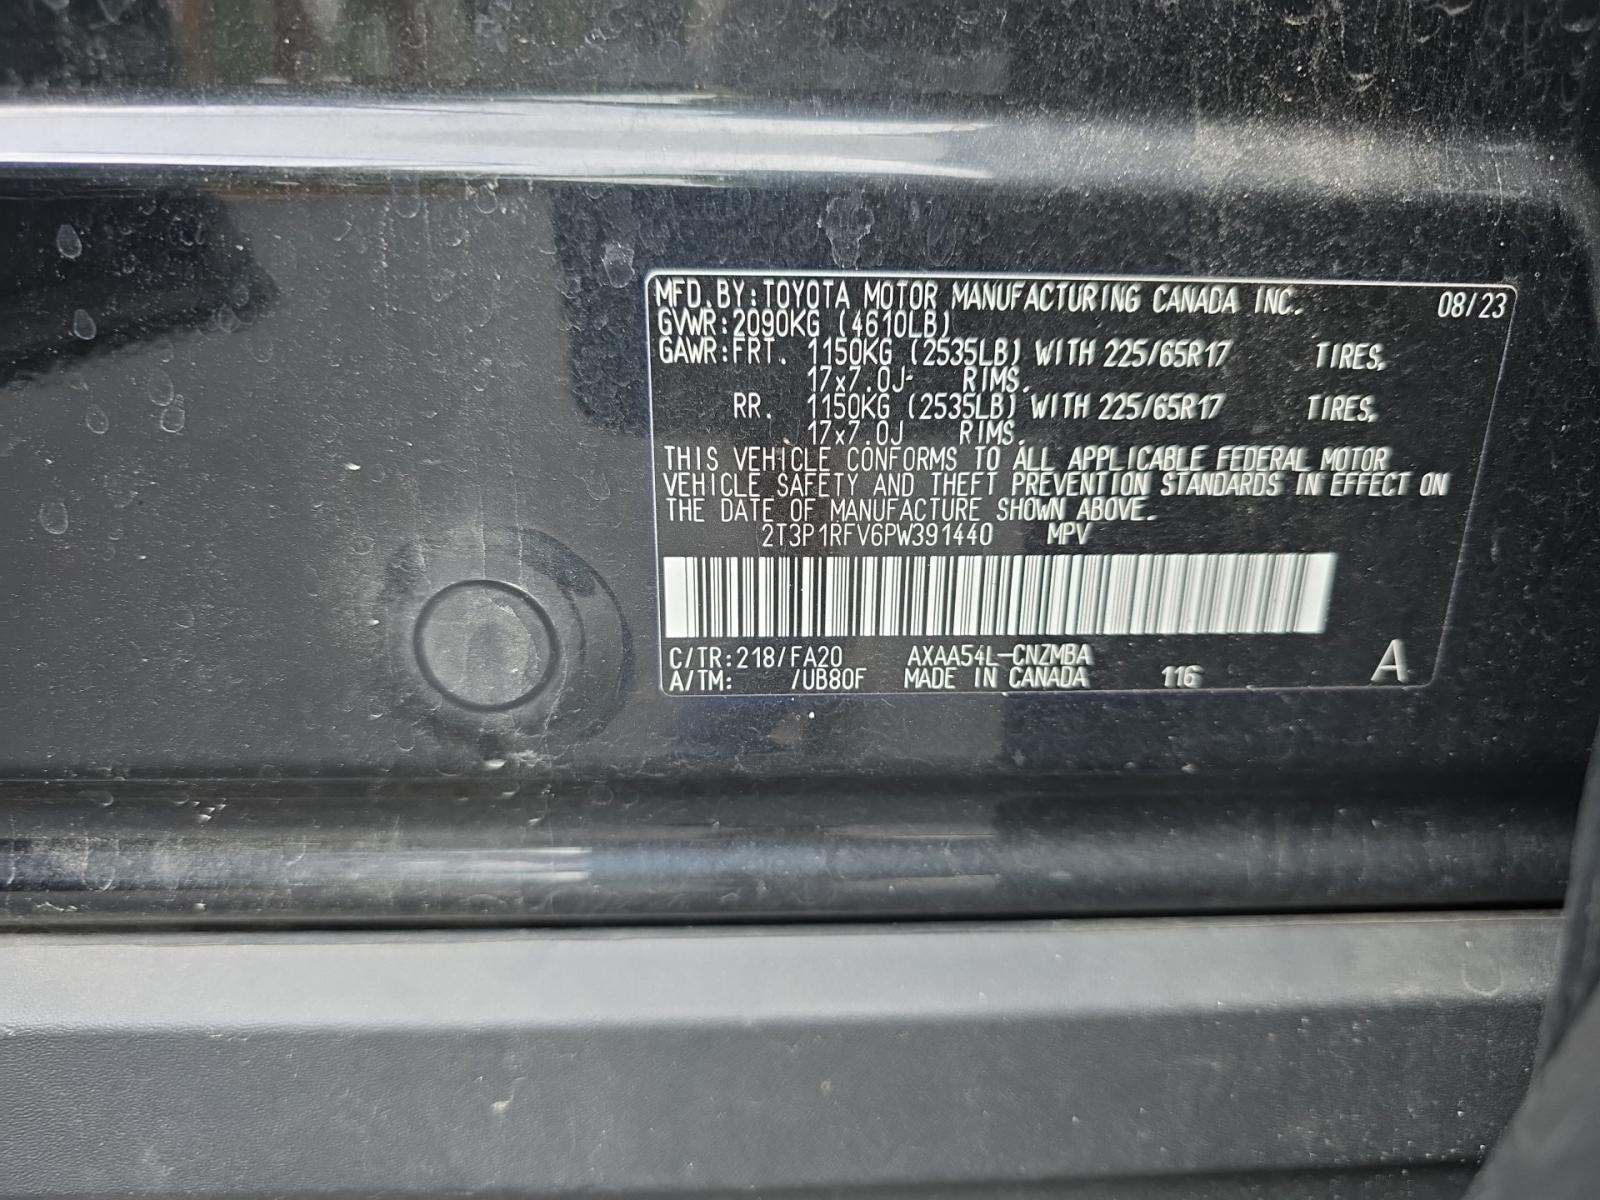 MFD. BY: TOYOTA MOTOR MANUFACTURING CANADA INC. 08/23
GVWR: 2090KG (4610LB)
GAWR: FRT. 1150KG (2535LB) WITH 225/65R17 TIRES,
17x7.0J RIMS,
RR. 1150KG (2535LB) WITH 225/65R17 TIRES,
17x7.0J RIMS.
THIS VEHICLE CONFORMS TO ALL APPLICABLE FEDERAL MOTOR
VEHICLE SAFETY AND THEFT PREVENTION STANDARDS IN EFFECT ON
THE DATE OF MANUFACTURE SHOWN ABOVE.
2T3P1RFV6PW391440 MPV
C/TR: 218/FA20 AXAA54L-CNZMBA
A/TM: /UB80F MADE IN CANADA 116 A